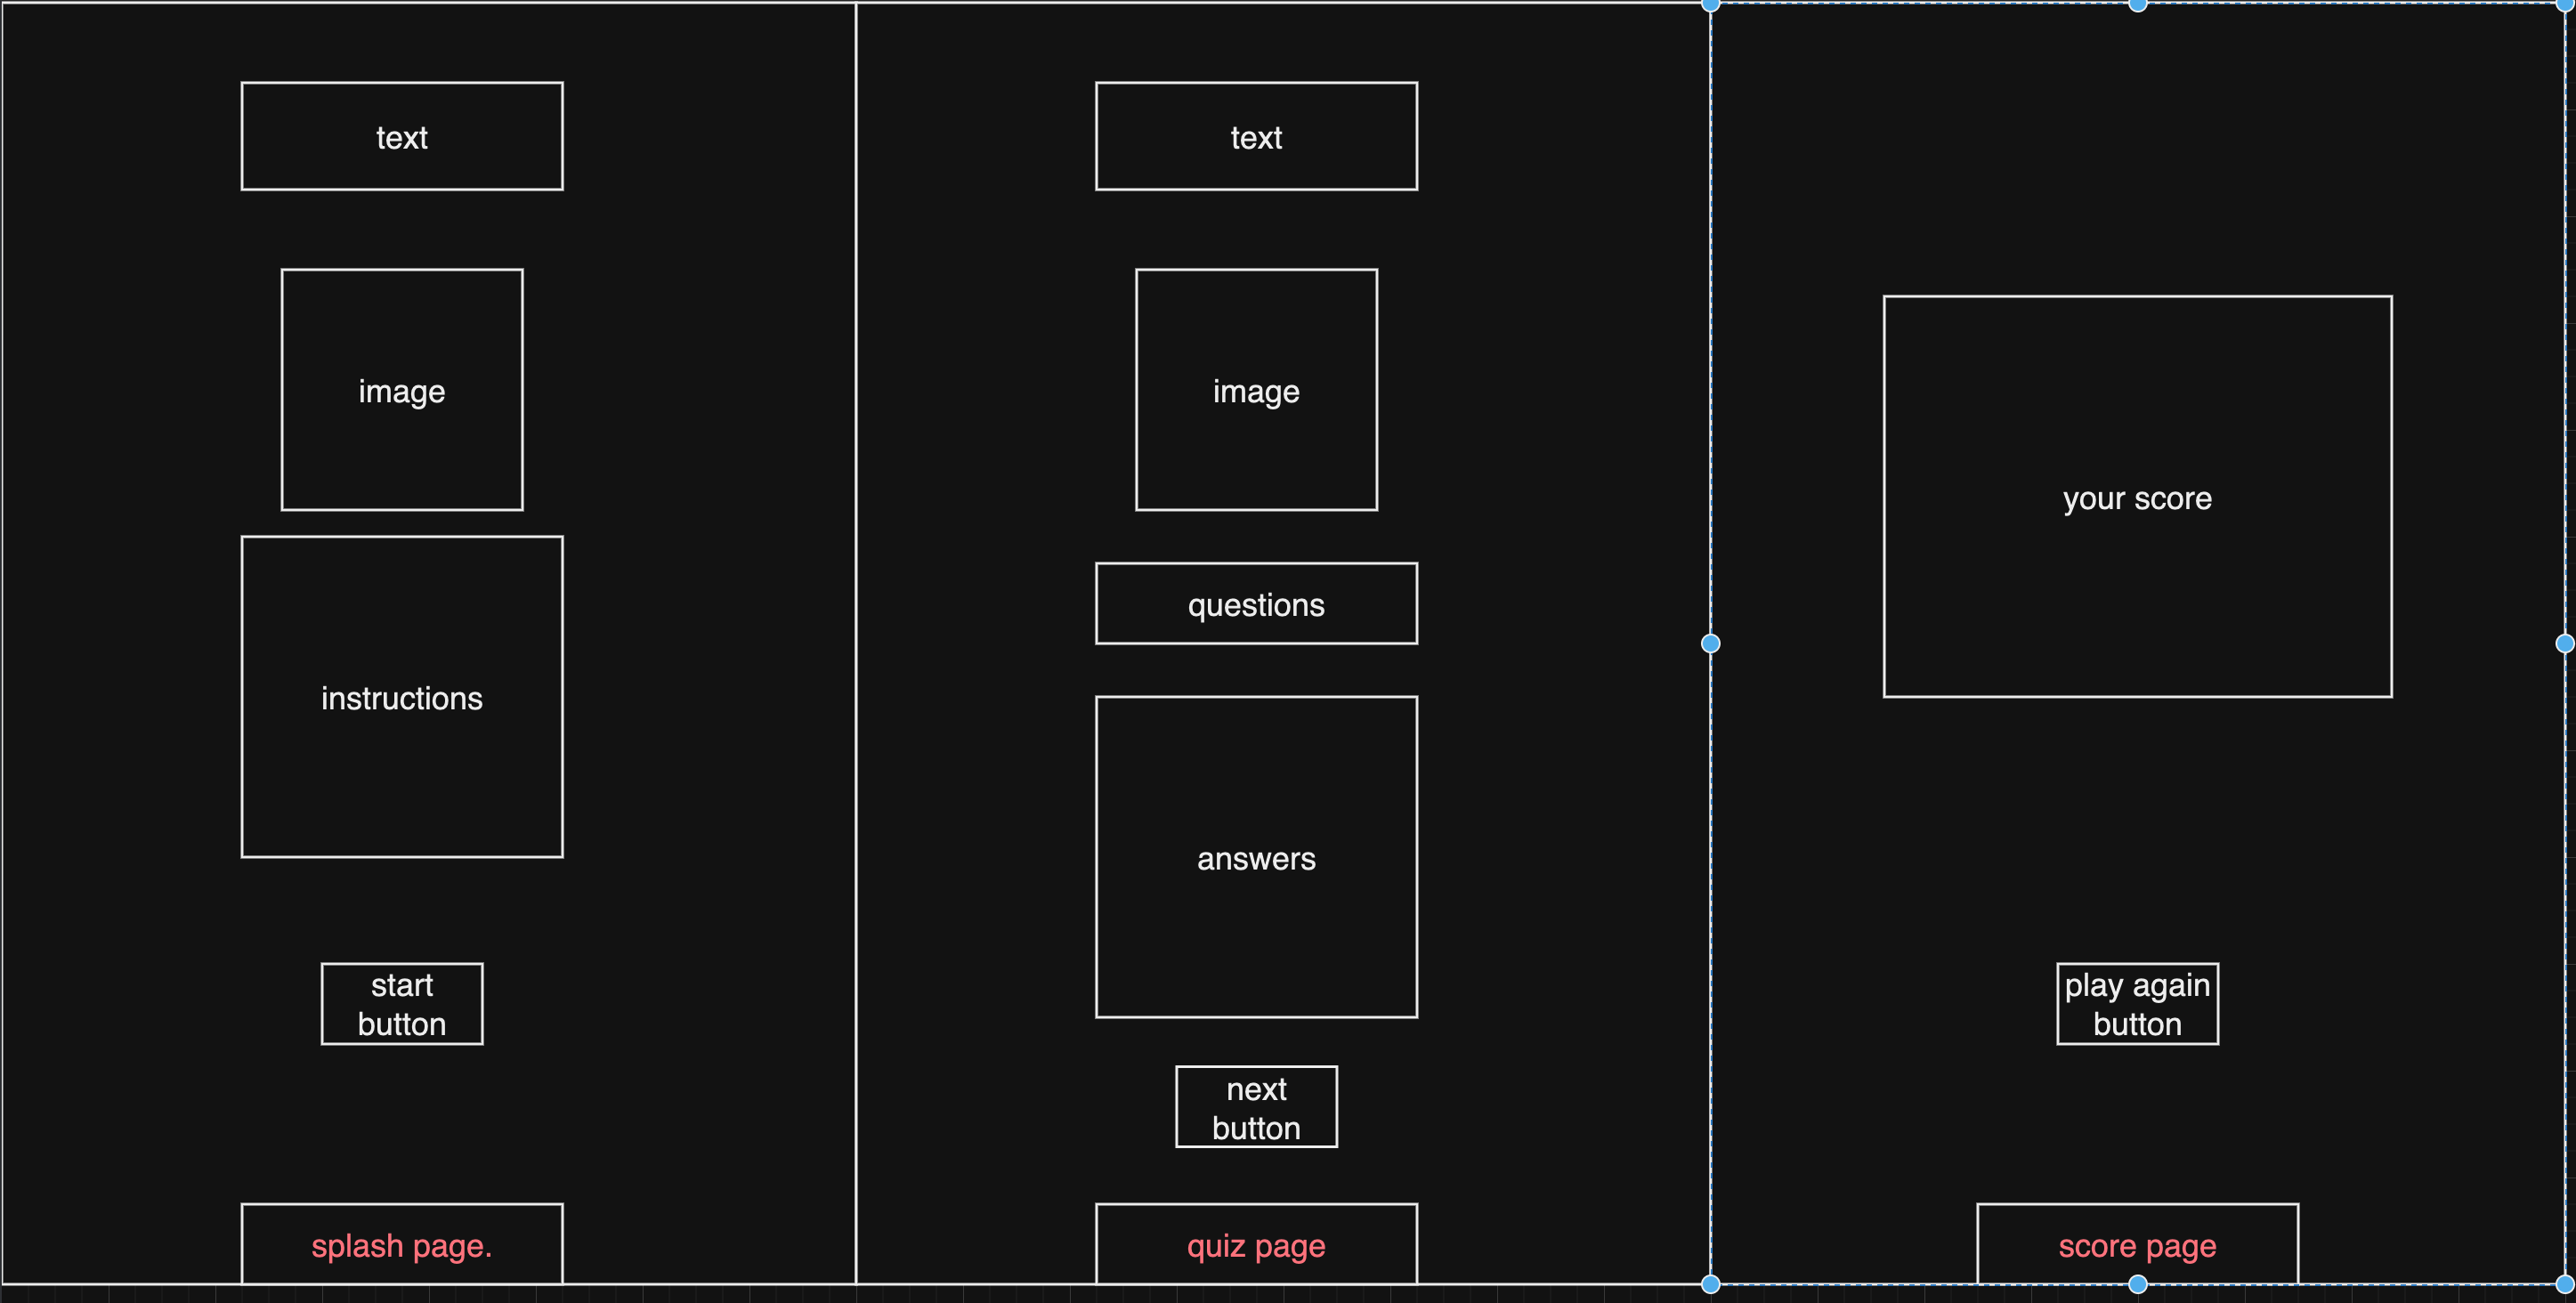 text
image
instructions
start
button
splash page.
text
image
questions
answers
next
button
quiz page
your score
play again
button
score page